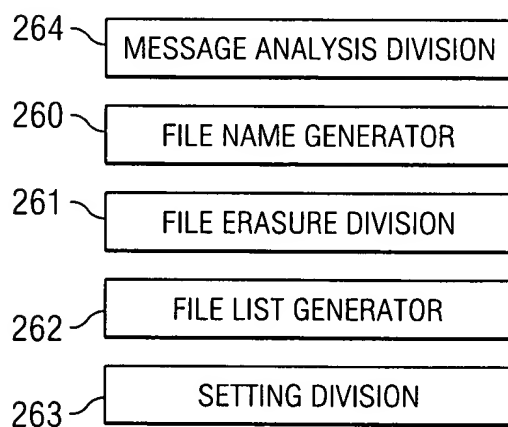 264 MESSAGE ANALYSIS DIVISION
260 FILE NAME GENERATOR
261 FILE ERASURE DIVISION
262 FILE LIST GENERATOR
263 SETTING DIVISION